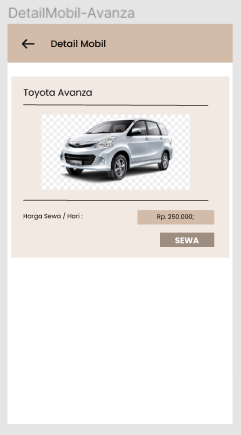 DetailMobil-Avanza
Detail Mobil
Toyota Avanza
Harga Sewa / Hari :
Rp. 250.000;
SEWA